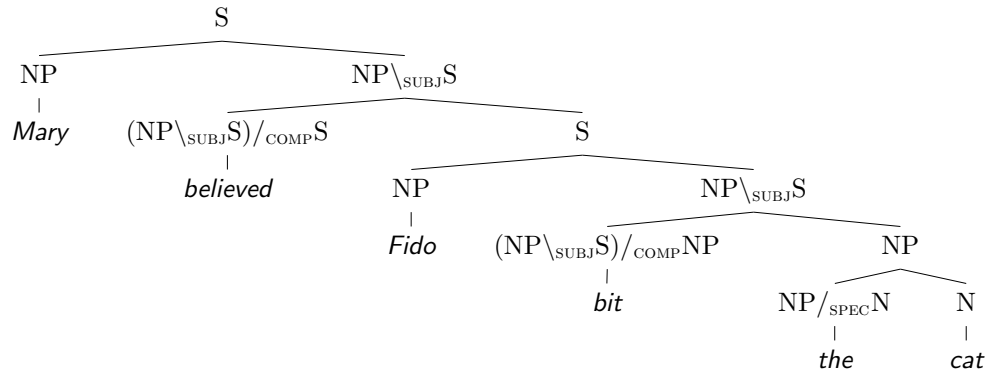 S
NP NP\SUBJS
Mary (NP\SUBJS)/COMPS S
believed NP NP\SUBJS
Fido (NP\SUBJS)/COMPNP NP
bit NP/SPECN N
the cat